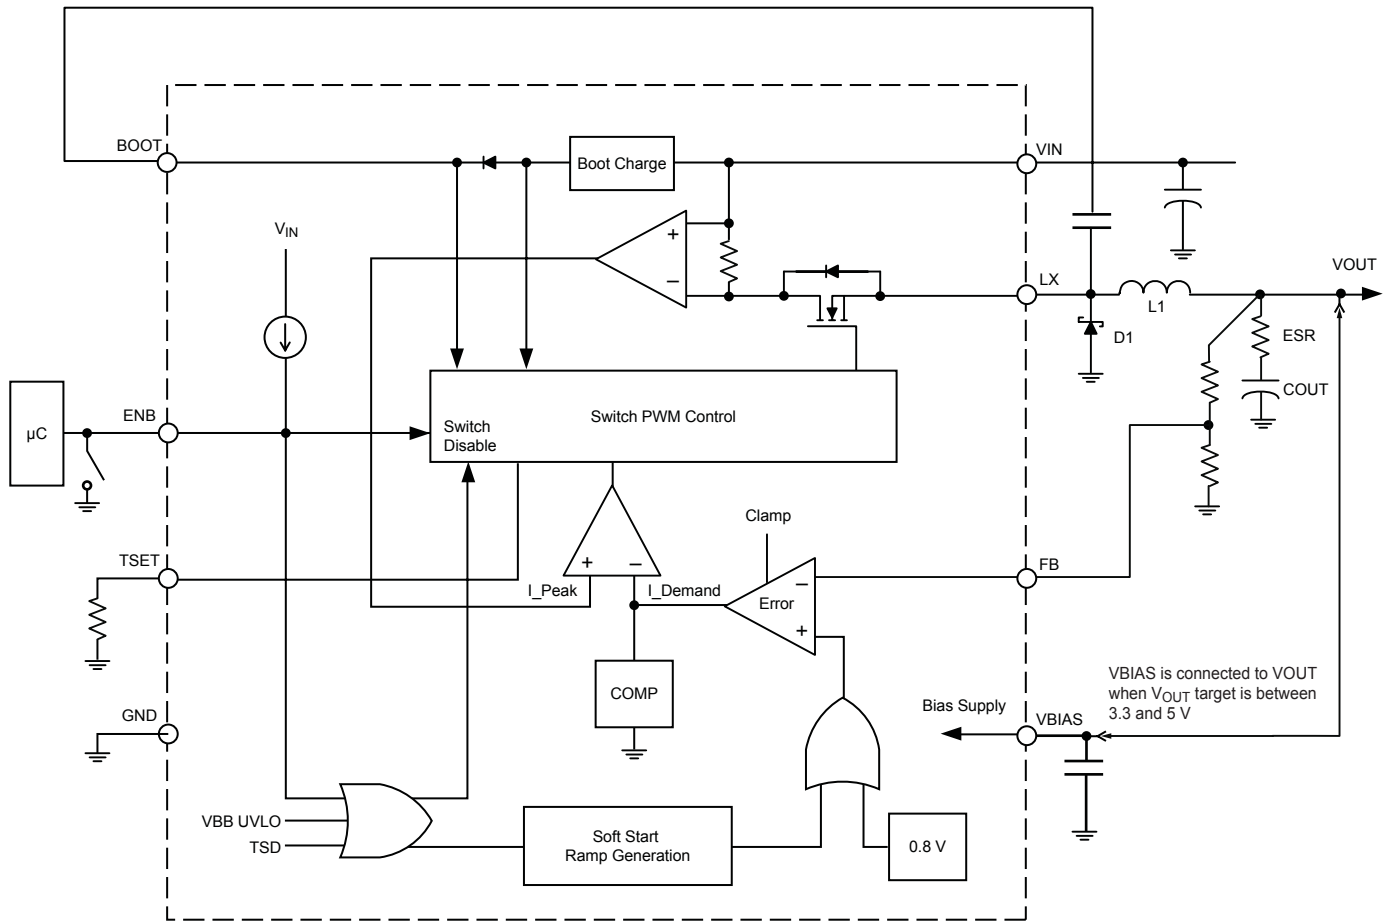 BOOT
Boot Charge
VIN
VIN
+
−
LX
VOUT
L1
D1
ESR
COUT
µC
ENB
Switch
Disable
Switch PWM Control
Clamp
TSET
+
−
I_Peak
I_Demand
−
Error
+
FB
COMP
GND
Bias Supply
VBIAS
VBIAS is connected to VOUT
when VOUT target is between
3.3 and 5 V
VBB UVLO
TSD
Soft Start
Ramp Generation
0.8 V